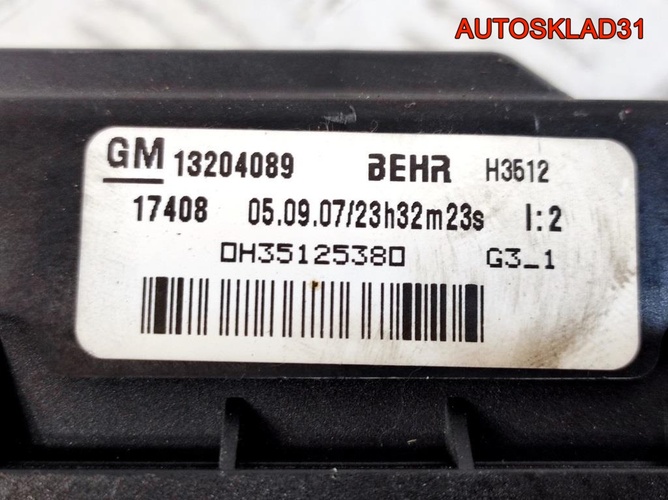 AUTOSKLAD31
GM 13204089 BEHR H3512
17408 05.09.07/23h32m23s I:2
0H35125380 G3_1